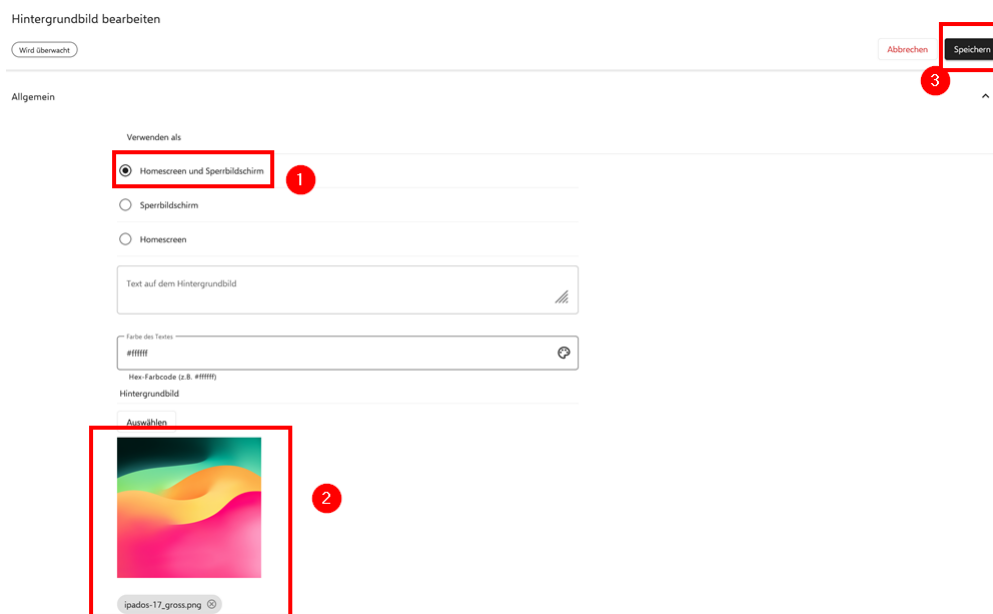 Hintergrundbild bearbeiten
Wird überwacht
Abbrechen
Speichern
3
Allgemein
Verwenden als
Homescreen und Sperrbildschirm
1
Sperrbildschirm
Homescreen
Text auf dem Hintergrundbild
Farbe des Textes
#ffffff
Hex-Farbcode (z.B. #ffffff)
Hintergrundbild
Auswählen
2
ipados-17_gross.png